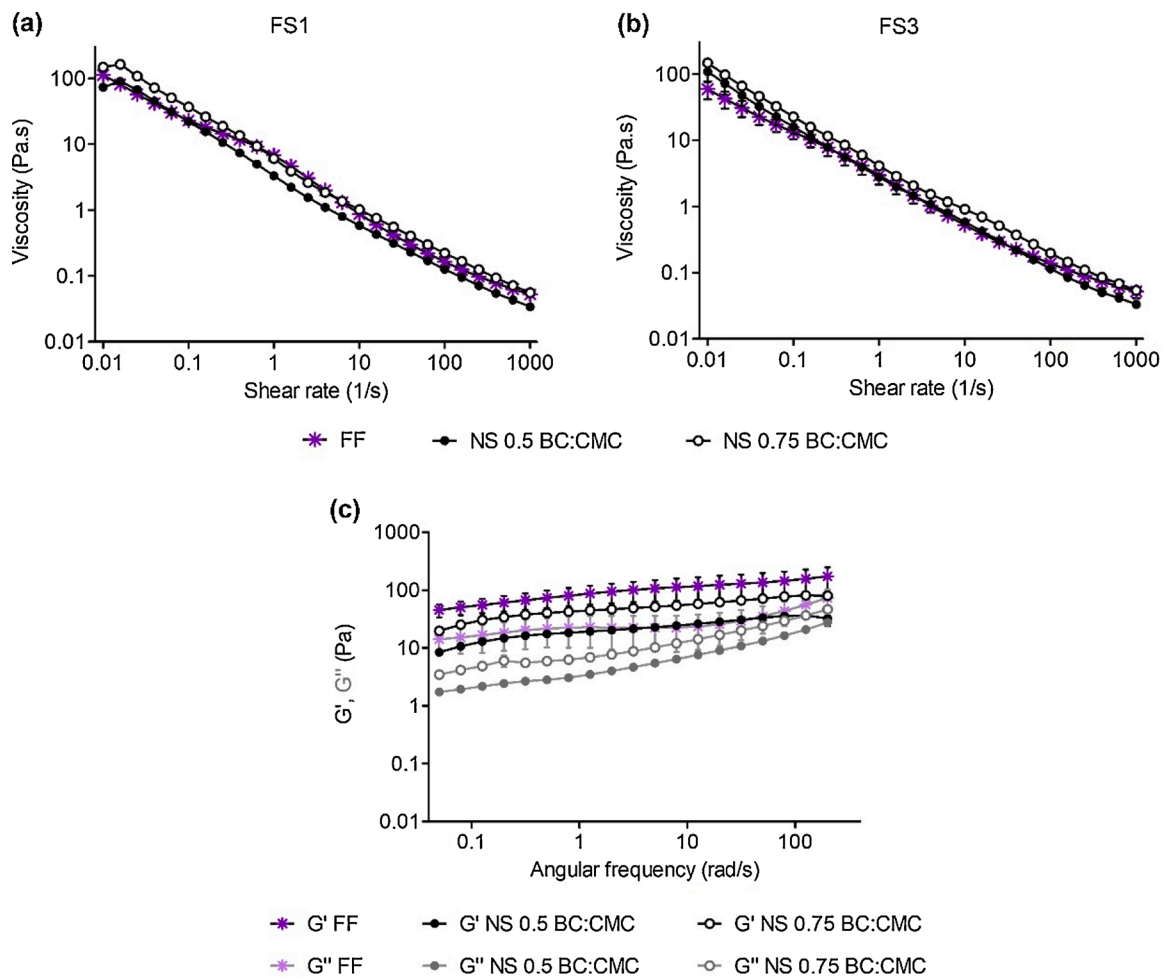 (a)
FS1
Viscosity (Pa.s)
100
10
1
0.1
0.01
0.01 0.1 1 10 100 1000
Shear rate (1/s)
(b)
FS3
Viscosity (Pa.s)
100
10
1
0.1
0.01
0.01 0.1 1 10 100 1000
Shear rate (1/s)
FF NS 0.5 BC:CMC NS 0.75 BC:CMC
(c)
G', G" (Pa)
1000
100
10
1
0.1
0.01
0.1 1 10 100
Angular frequency (rad/s)
G' FF G' NS 0.5 BC:CMC G' NS 0.75 BC:CMC
G" FF G" NS 0.5 BC:CMC G" NS 0.75 BC:CMC